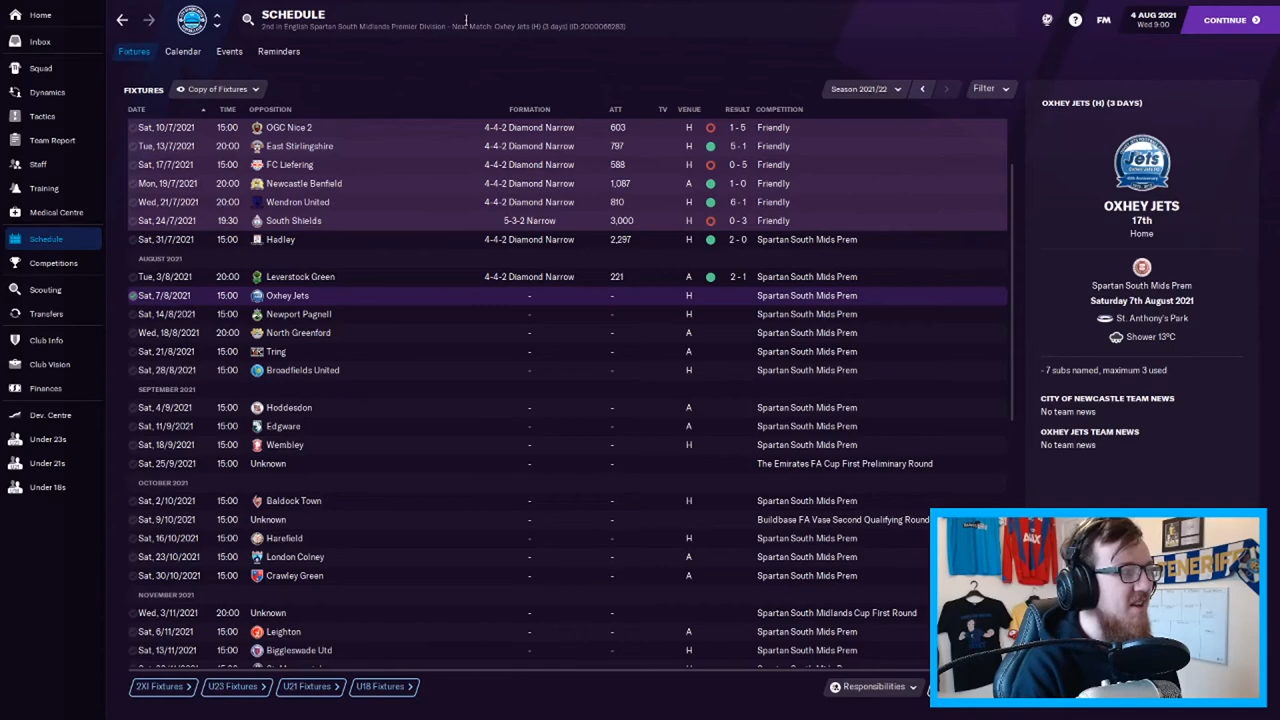 Home
SCHEDULE
2nd in English Spartan South Midlands Premier Division - Next Match: Oxhey Jets (H) (3 days) (ID:2000066283)
FM
4 AUG 2021
Wed 9:00
CONTINUE
Inbox
Squad
Dynamics
Tactics
Team Report
Staff
Training
Medical Centre
Schedule
Competitions
Scouting
Transfers
Club Info
Club Vision
Finances
Dev. Centre
Under 23s
Under 21s
Under 18s
Fixtures Calendar Events Reminders
FIXTURES Copy of Fixtures Season 2021/22 Filter
DATE TIME OPPOSITION FORMATION ATT TV VENUE RESULT COMPETITION
Sat, 10/7/2021 15:00 OGC Nice 2 4-4-2 Diamond Narrow 603 H 1 - 5 Friendly
Tue, 13/7/2021 20:00 East Stirlingshire 4-4-2 Diamond Narrow 797 H 5 - 1 Friendly
Sat, 17/7/2021 15:00 FC Liefering 4-4-2 Diamond Narrow 588 H 0 - 5 Friendly
Mon, 19/7/2021 20:00 Newcastle Benfield 4-4-2 Diamond Narrow 1,087 A 1 - 0 Friendly
Wed, 21/7/2021 20:00 Wendron United 4-4-2 Diamond Narrow 810 H 6 - 1 Friendly
Sat, 24/7/2021 19:30 South Shields 5-3-2 Narrow 3,000 H 0 - 3 Friendly
Sat, 31/7/2021 15:00 Hadley 4-4-2 Diamond Narrow 2,297 H 2 - 0 Spartan South Mids Prem
AUGUST 2021
Tue, 3/8/2021 20:00 Leverstock Green 4-4-2 Diamond Narrow 221 A 2 - 1 Spartan South Mids Prem
Sat, 7/8/2021 15:00 Oxhey Jets - - H Spartan South Mids Prem
Sat, 14/8/2021 15:00 Newport Pagnell - - H Spartan South Mids Prem
Wed, 18/8/2021 20:00 North Greenford - - A Spartan South Mids Prem
Sat, 21/8/2021 15:00 Tring - - A Spartan South Mids Prem
Sat, 28/8/2021 15:00 Broadfields United - - H Spartan South Mids Prem
SEPTEMBER 2021
Sat, 4/9/2021 15:00 Hoddesdon - - A Spartan South Mids Prem
Sat, 11/9/2021 15:00 Edgware - - A Spartan South Mids Prem
Sat, 18/9/2021 15:00 Wembley - - H Spartan South Mids Prem
Sat, 25/9/2021 15:00 Unknown - - The Emirates FA Cup First Preliminary Round
OCTOBER 2021
Sat, 2/10/2021 15:00 Baldock Town - - H Spartan South Mids Prem
Sat, 9/10/2021 15:00 Unknown - - Buildbase FA Vase Second Qualifying Round
Sat, 16/10/2021 15:00 Harefield - - H Spartan South Mids Prem
Sat, 23/10/2021 15:00 London Colney - - A Spartan South Mids Prem
Sat, 30/10/2021 15:00 Crawley Green - - A Spartan South Mids Prem
NOVEMBER 2021
Wed, 3/11/2021 20:00 Unknown - - Spartan South Midlands Cup First Round
Sat, 6/11/2021 15:00 Leighton - - A Spartan South Mids Prem
Sat, 13/11/2021 15:00 Biggleswade Utd - - H Spartan South Mids Prem
2XI Fixtures U23 Fixtures U21 Fixtures U18 Fixtures Responsibilities
OXHEY JETS (H) (3 DAYS)
Jets
OXHEY JETS
17th
Home
Spartan South Mids Prem
Saturday 7th August 2021
St. Anthony's Park
Shower 13°C
- 7 subs named, maximum 3 used
CITY OF NEWCASTLE TEAM NEWS
No team news
OXHEY JETS TEAM NEWS
No team news
TENERIFE